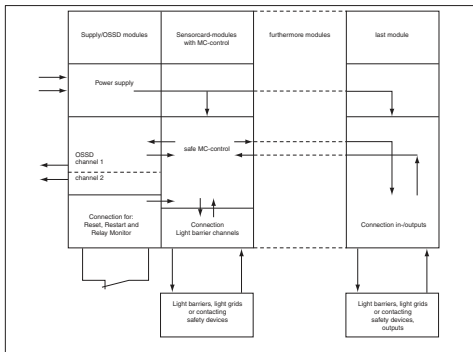 Supply/OSSD modules
Sensorcard-modules
with MC-control
furthermore modules
last module
Power supply
safe MC-control
OSSD
channel 1
channel 2
Connection for:
Reset, Restart and
Relay Monitor
Connection
Light barrier channels
Connection in-/outputs
Light barriers, light grids
or contacting
safety devices
Light barriers, light grids
or contacting
safety devices,
outputs